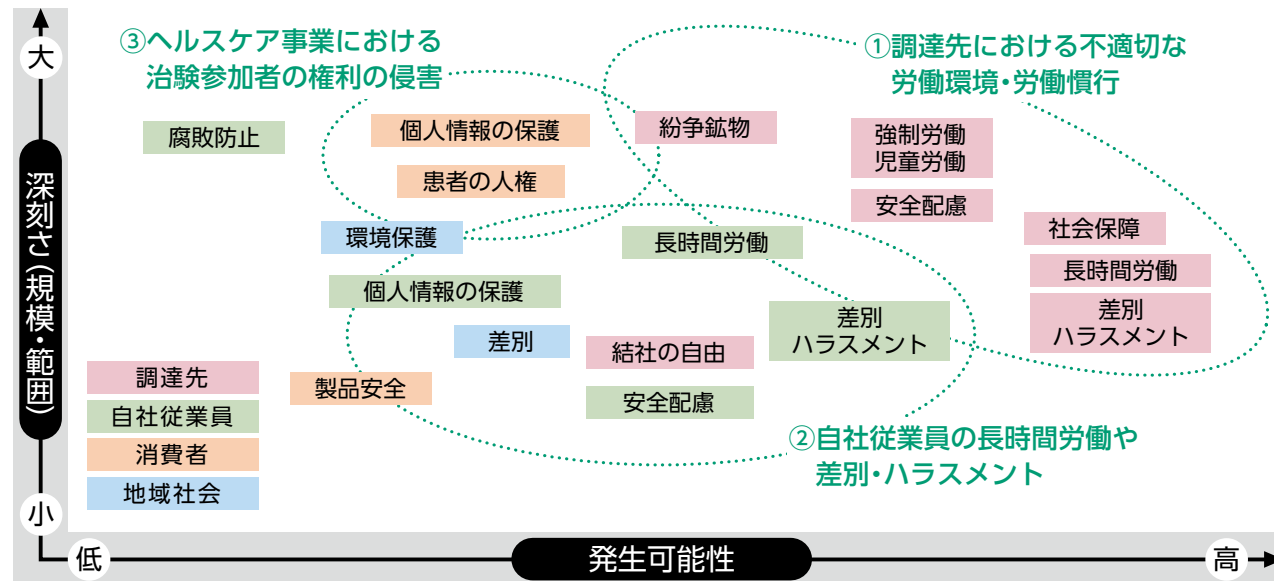 大
③ヘルスケア事業における
治験参加者の権利の侵害
①調達先における不適切な
労働環境・労働慣行
腐敗防止
個人情報の保護
紛争鉱物
強制労働
児童労働
患者の人権
安全配慮
環境保護
長時間労働
社会保障
長時間労働
個人情報の保護
差別
ハラスメント
差別
ハラスメント
差別
結社の自由
製品安全
安全配慮
深刻さ(規模・範囲)
調達先
自社従業員
消費者
地域社会
②自社従業員の長時間労働や
差別・ハラスメント
小
低
発生可能性
高